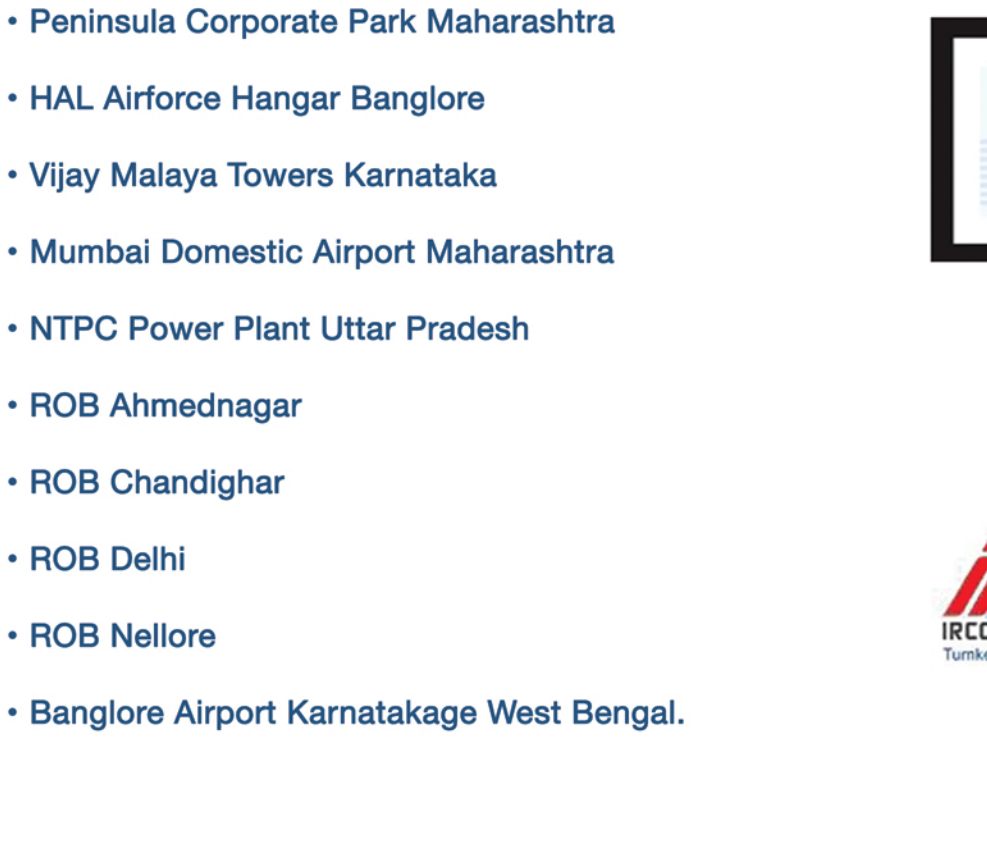 • Peninsula Corporate Park Maharashtra
• HAL Airforce Hangar Banglore
• Vijay Malaya Towers Karnataka
• Mumbai Domestic Airport Maharashtra
• NTPC Power Plant Uttar Pradesh
• ROB Ahmednagar
• ROB Chandighar
• ROB Delhi
• ROB Nellore
• Banglore Airport Karnatakage West Bengal.